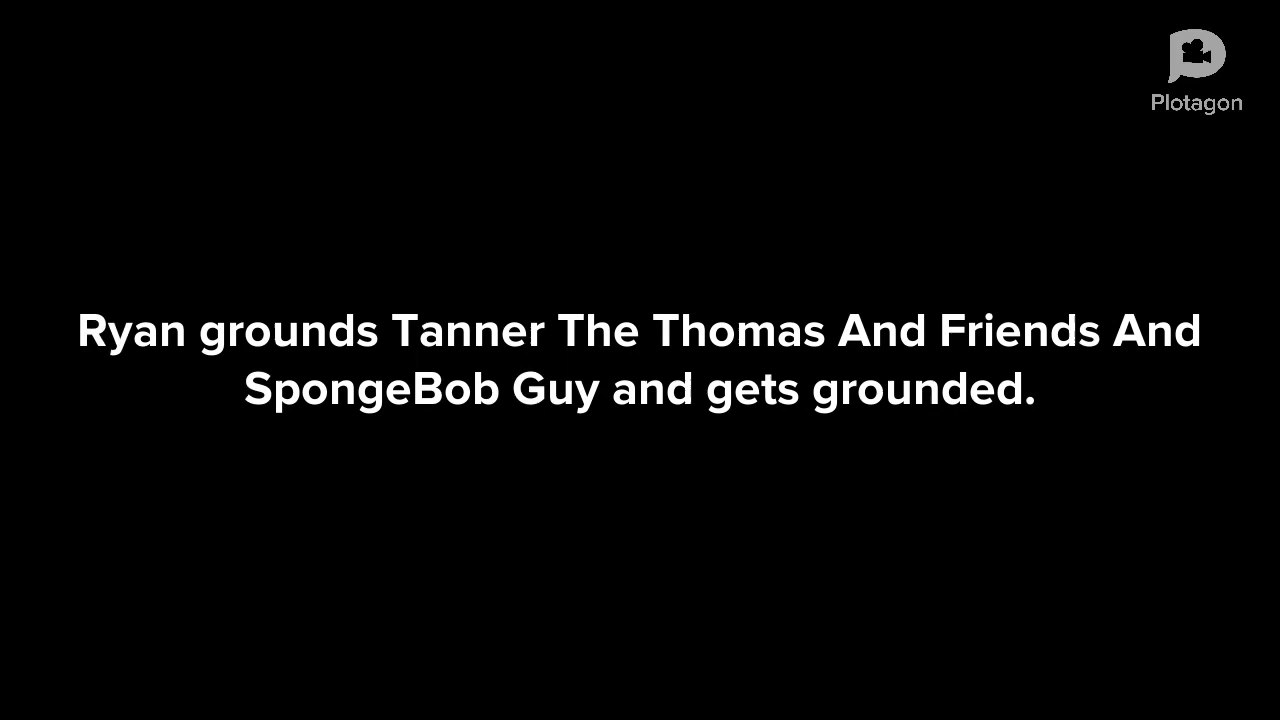 Plotagon
Ryan grounds Tanner The Thomas And Friends And
SpongeBob Guy and gets grounded.